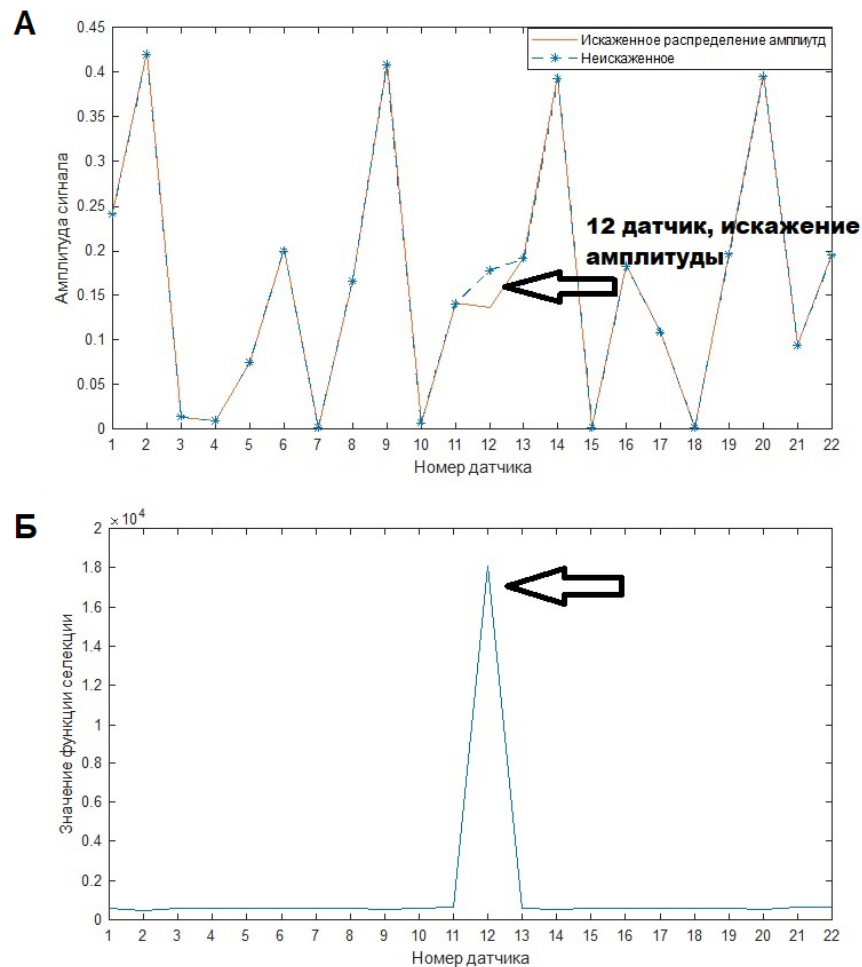 А
Искаженное распределение амплиутд
Неискаженное
12 датчик, искажение
амплитуды
Амплитуда сигнала
0.45
0.4
0.35
0.3
0.25
0.2
0.15
0.1
0.05
0
1 2 3 4 5 6 7 8 9 10 11 12 13 14 15 16 17 18 19 20 21 22
Номер датчика
Б
×10^4
Значение функции селекции
2
1.8
1.6
1.4
1.2
1
0.8
0.6
0.4
0.2
0
1 2 3 4 5 6 7 8 9 10 11 12 13 14 15 16 17 18 19 20 21 22
Номер датчика